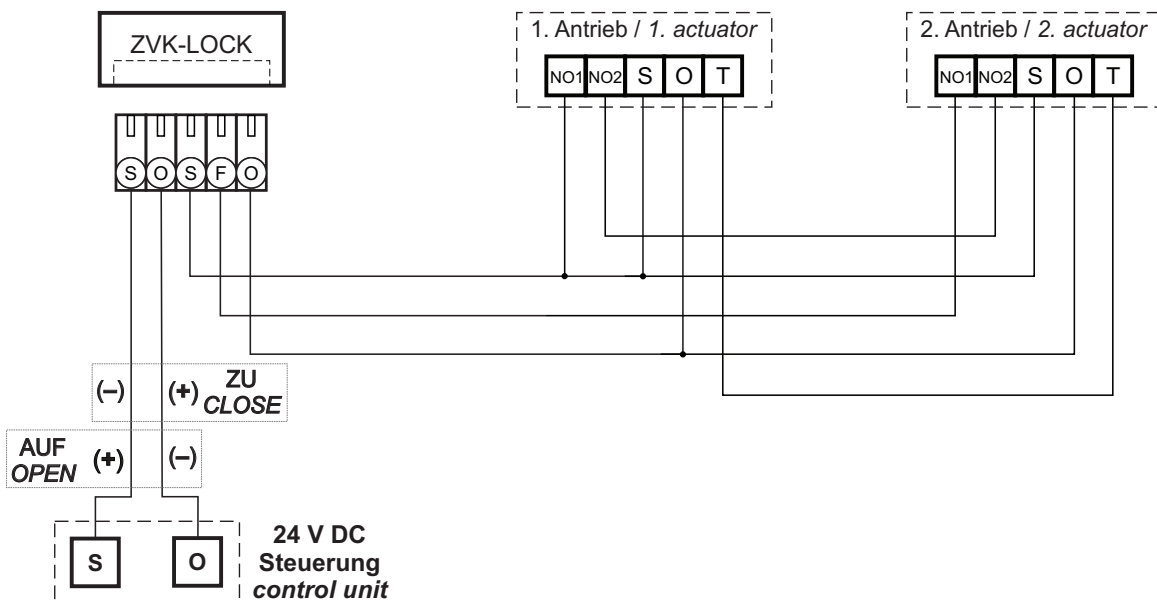 ZVK-LOCK
1. Antrieb / 1. actuator
2. Antrieb / 2. actuator
NO1 NO2 S O T
NO1 NO2 S O T
S O S F O
(–) (+) ZU
CLOSE
AUF
OPEN (+) (–)
S O
24 V DC
Steuerung
control unit